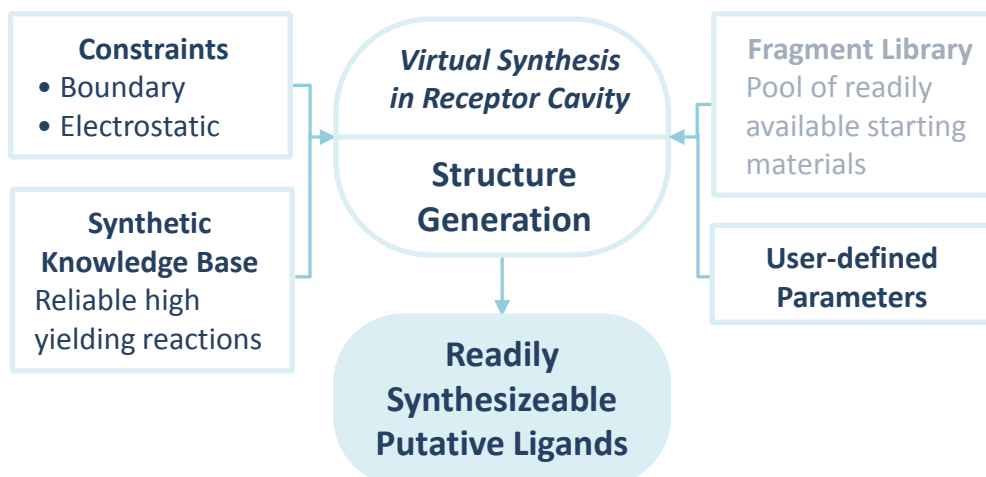 Constraints
• Boundary
• Electrostatic
Synthetic
Knowledge Base
Reliable high
yielding reactions
Virtual Synthesis
in Receptor Cavity
Structure
Generation
Readily
Synthesizeable
Putative Ligands
Fragment Library
Pool of readily
available starting
materials
User-defined
Parameters